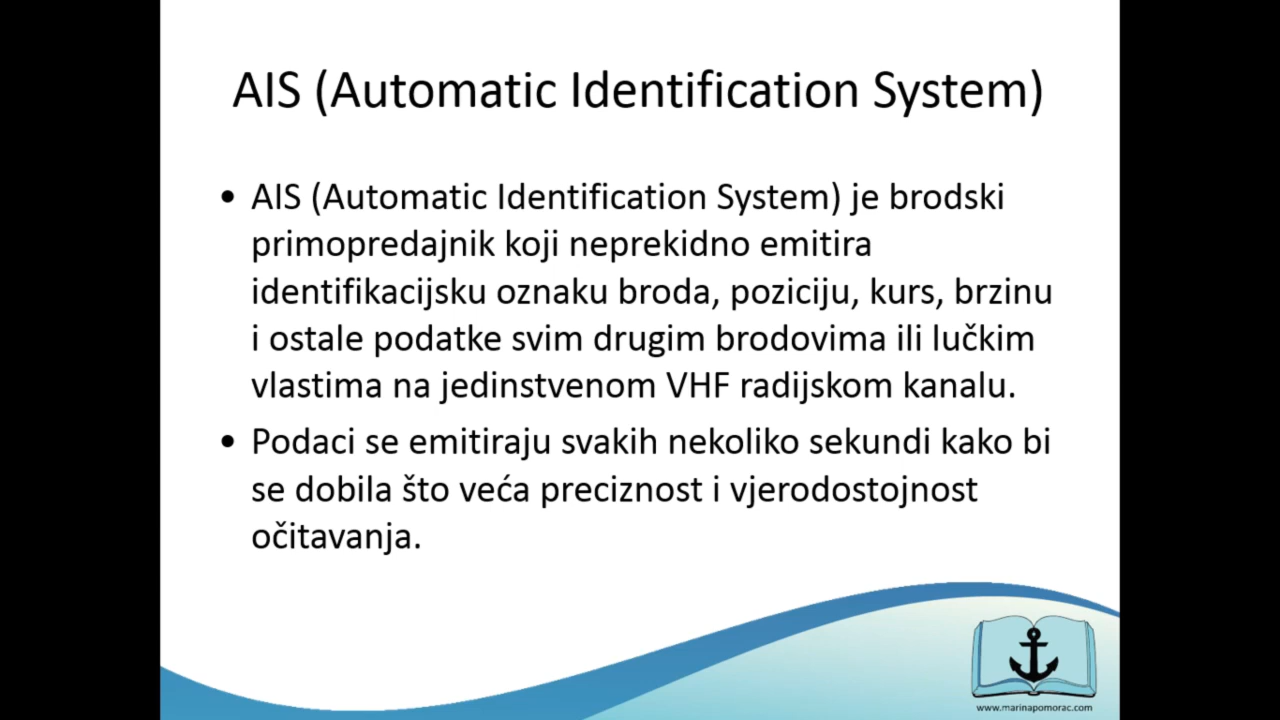 AIS (Automatic Identification System)
• AIS (Automatic Identification System) je brodski
primopredajnik koji neprekidno emitira
identifikacijsku oznaku broda, poziciju, kurs, brzinu
i ostale podatke svim drugim brodovima ili lučkim
vlastima na jedinstvenom VHF radijskom kanalu.
• Podaci se emitiraju svakih nekoliko sekundi kako bi
se dobila što veća preciznost i vjerodostojnost
očitavanja.
www.marinapomorac.com